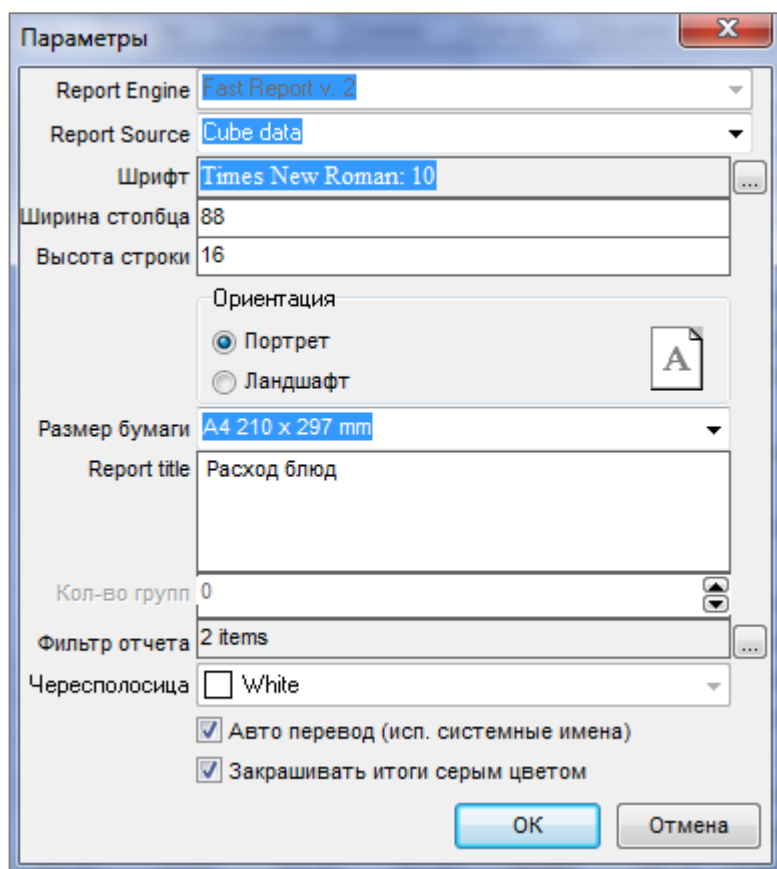 Параметры
Report Engine Fast Report v. 2
Report Source Cube data
Шрифт Times New Roman: 10 ...
Ширина столбца 88
Высота строки 16
Ориентация
Портрет
A
Ландшафт
Размер бумаги A4 210 x 297 mm
Report title Расход блюд
Кол-во групп 0
Фильтр отчета 2 items ...
Чересполосица White
Авто перевод (исп. системные имена)
Закрашивать итоги серым цветом
OK Отмена